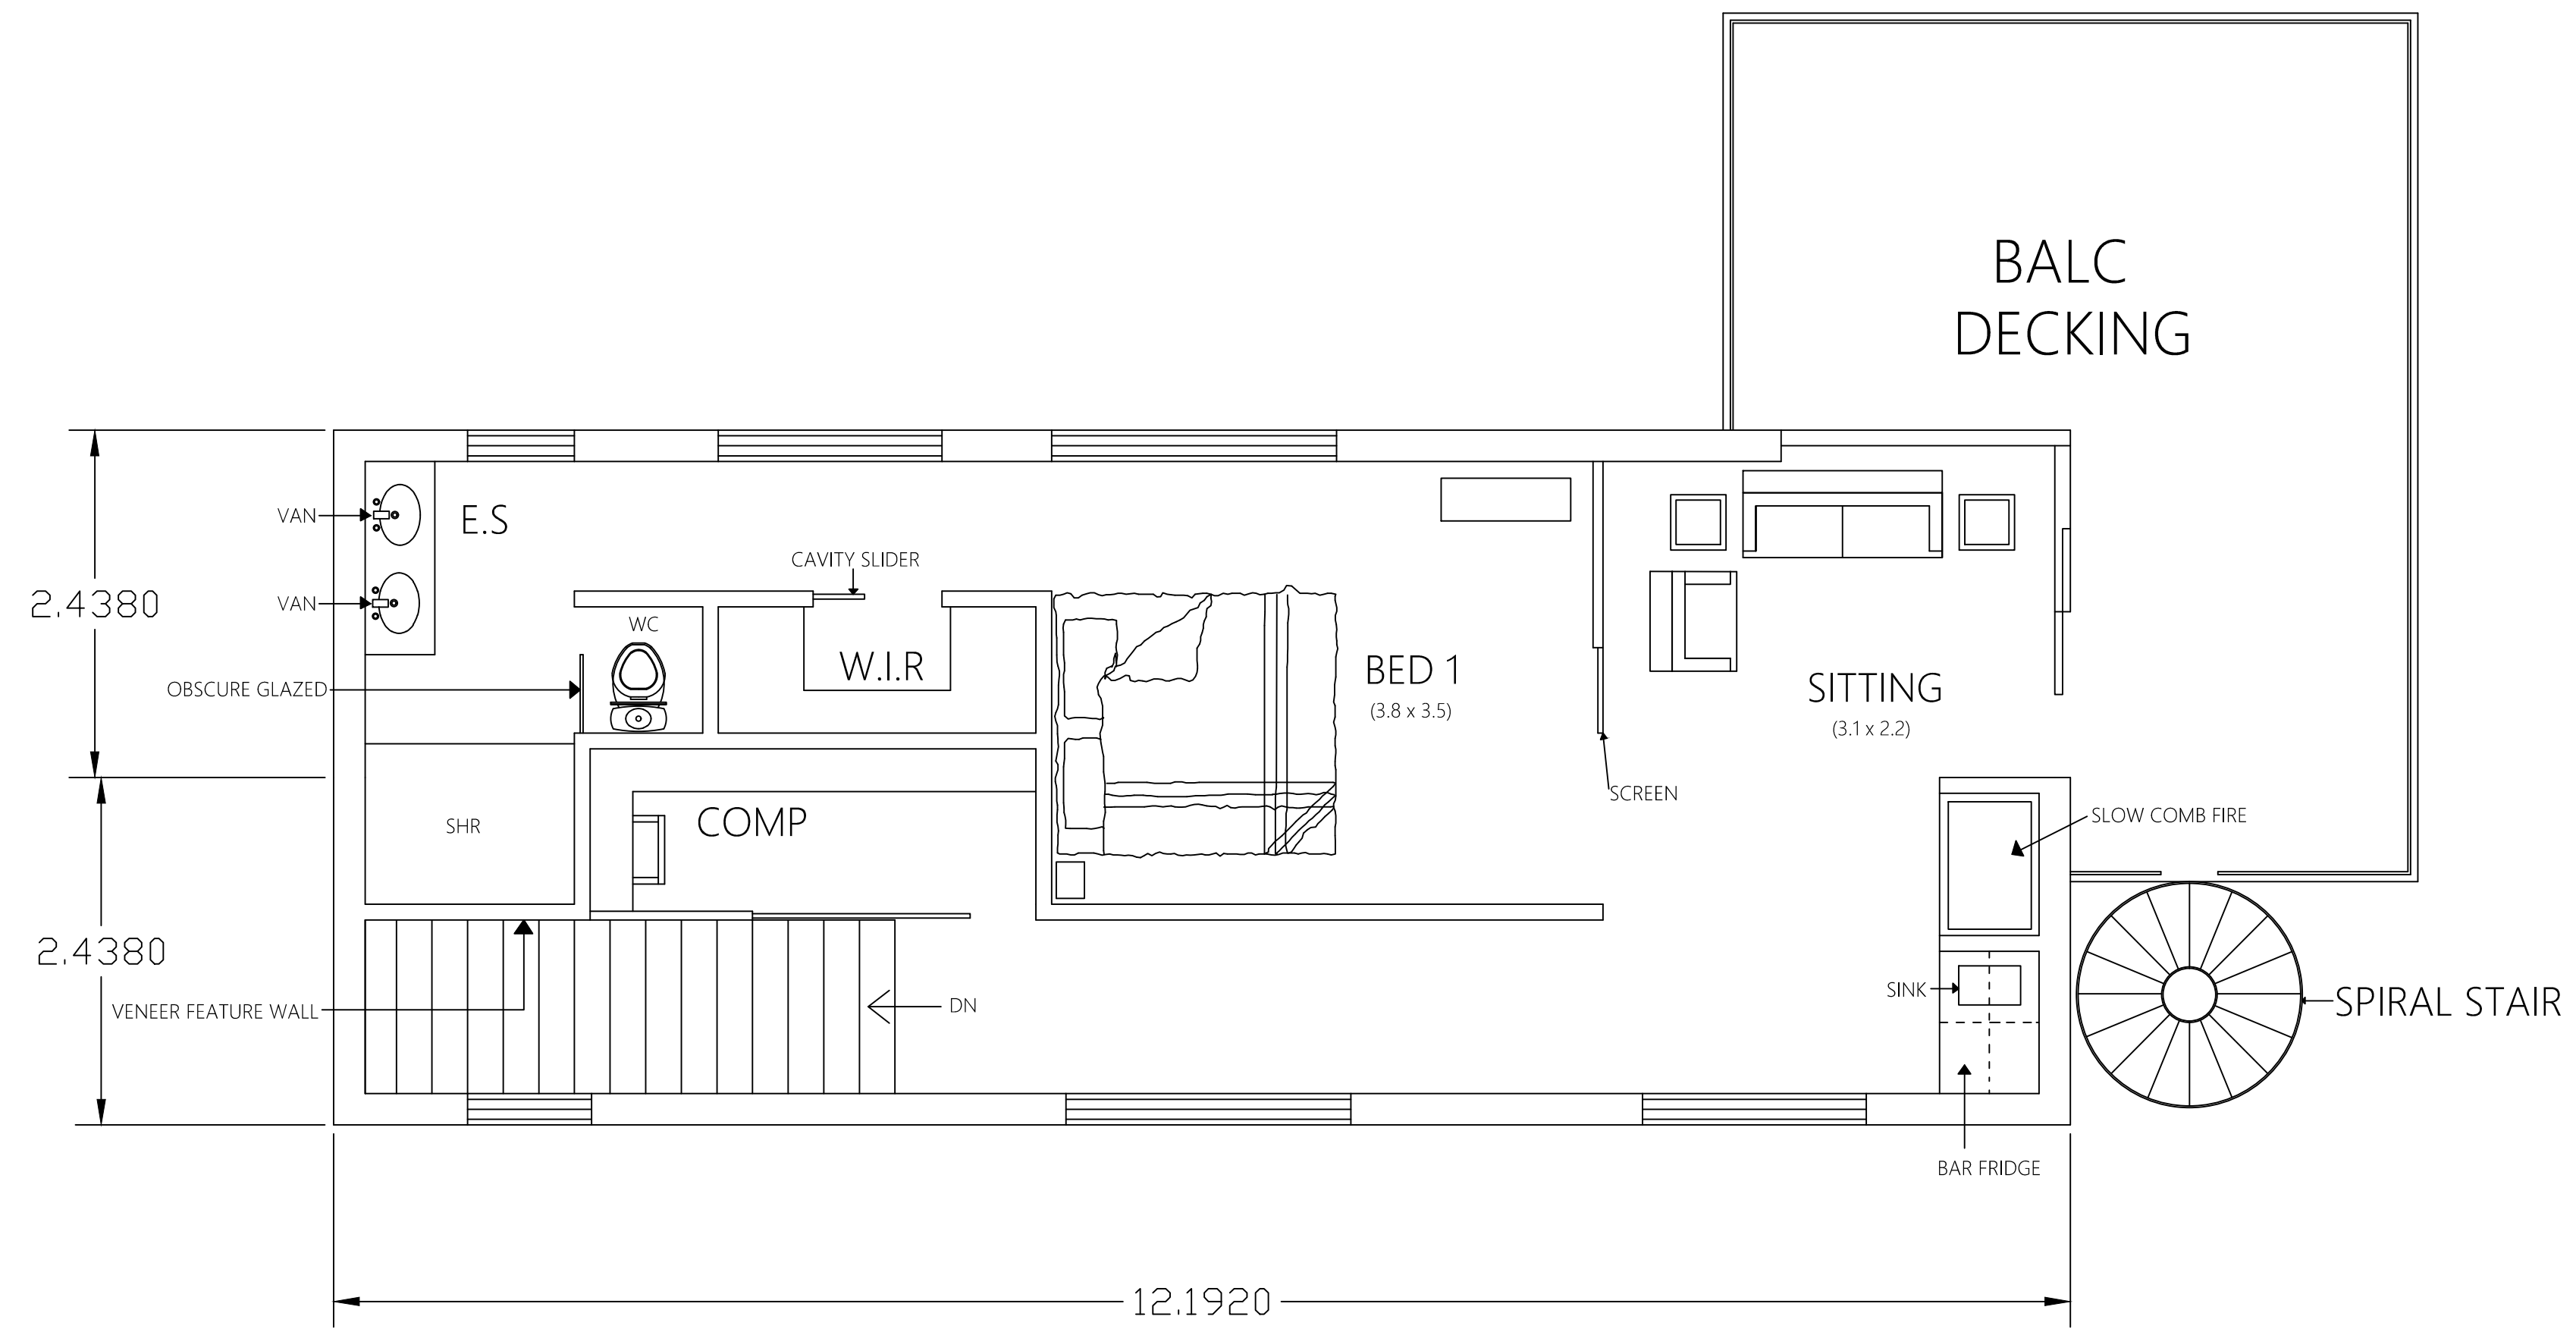 BALC
DECKING
VAN
E.S
CAVITY SLIDER
2.4380
VAN
WC
OBSCURE GLAZED
W.I.R
BED 1
(3.8 x 3.5)
SITTING
(3.1 x 2.2)
SCREEN
SHR
COMP
SLOW COMB FIRE
2.4380
VENEER FEATURE WALL
DN
SINK
SPIRAL STAIR
BAR FRIDGE
12.1920